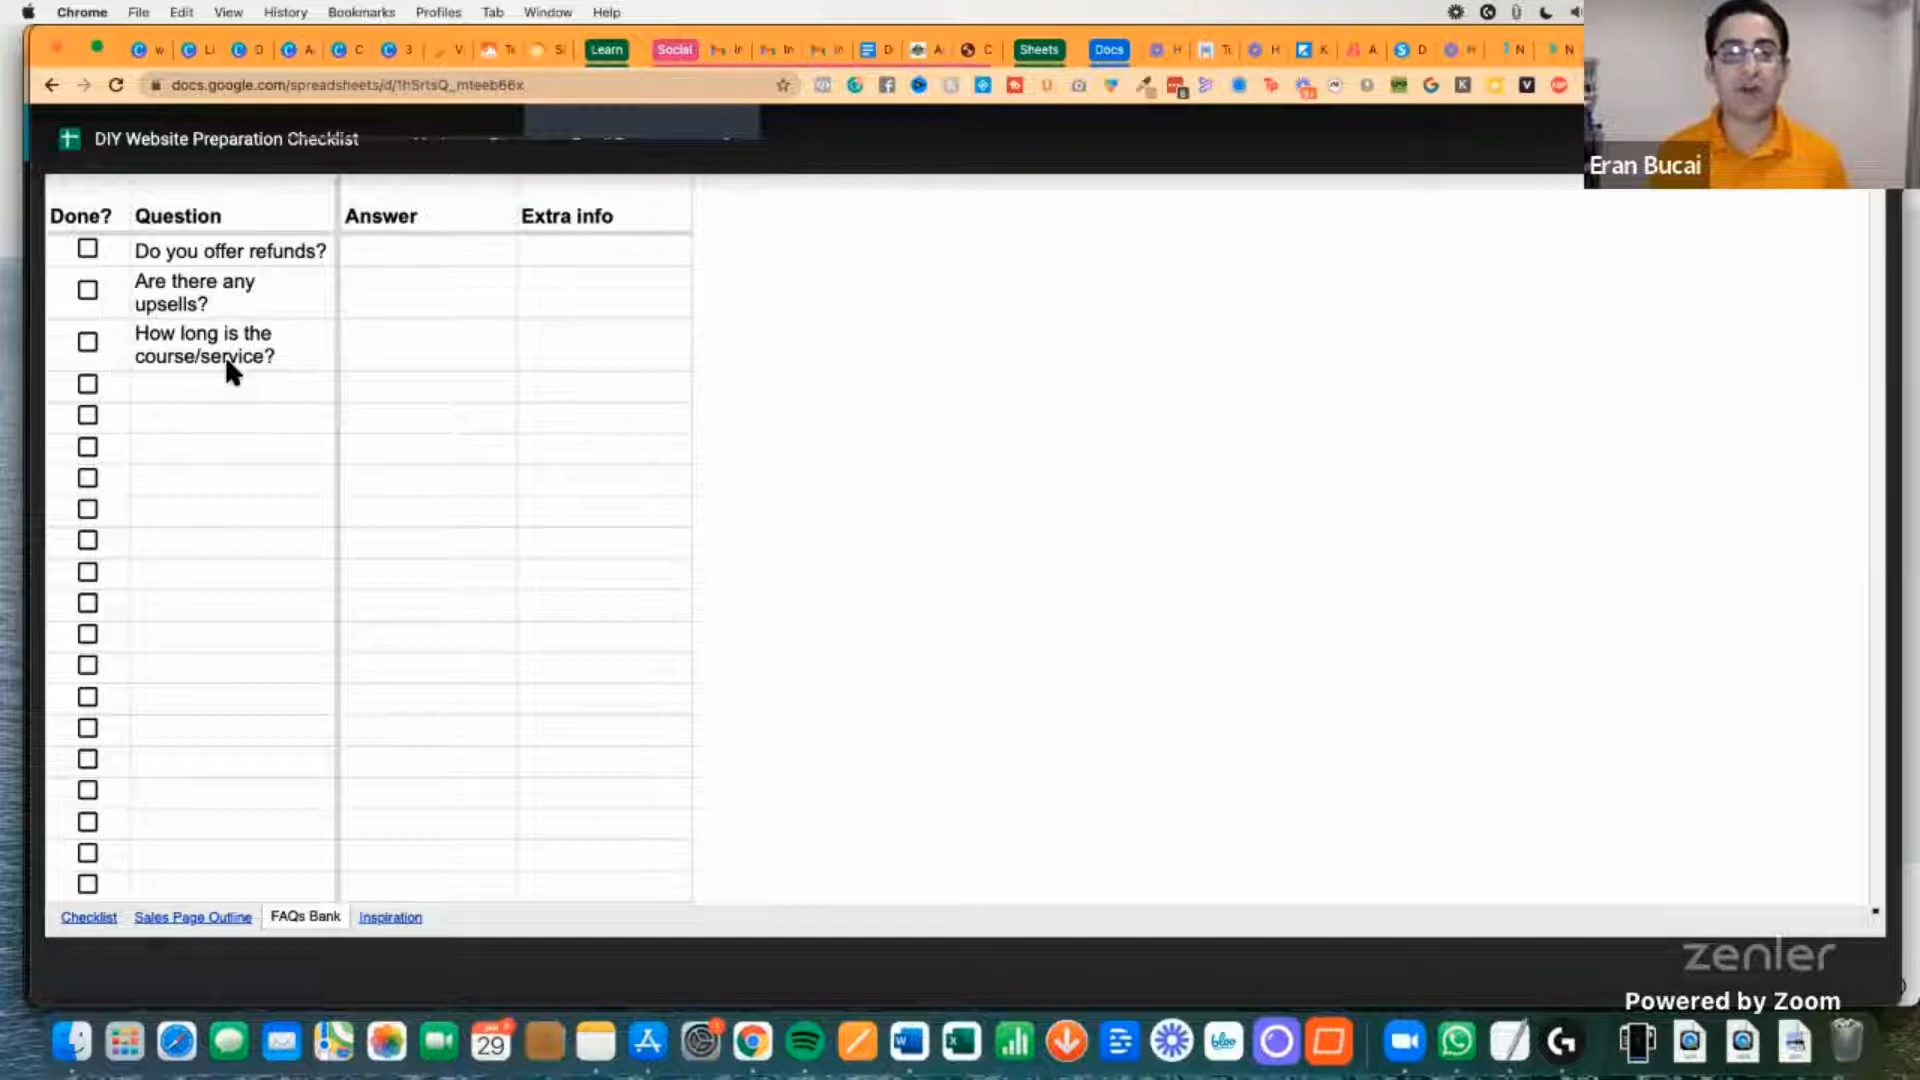 Chrome File Edit View History Bookmarks Profiles Tab Window Help
Learn Social Sheets Docs
docs.google.com/spreadsheets/d/1hSrtsQ_mteeb66x
DIY Website Preparation Checklist
Eran Bucai
Done? Question Answer Extra info
Do you offer refunds?
Are there any
upsells?
How long is the
course/service?
Checklist Sales Page Outline FAQs Bank Inspiration
zenler
Powered by Zoom
29
bloo